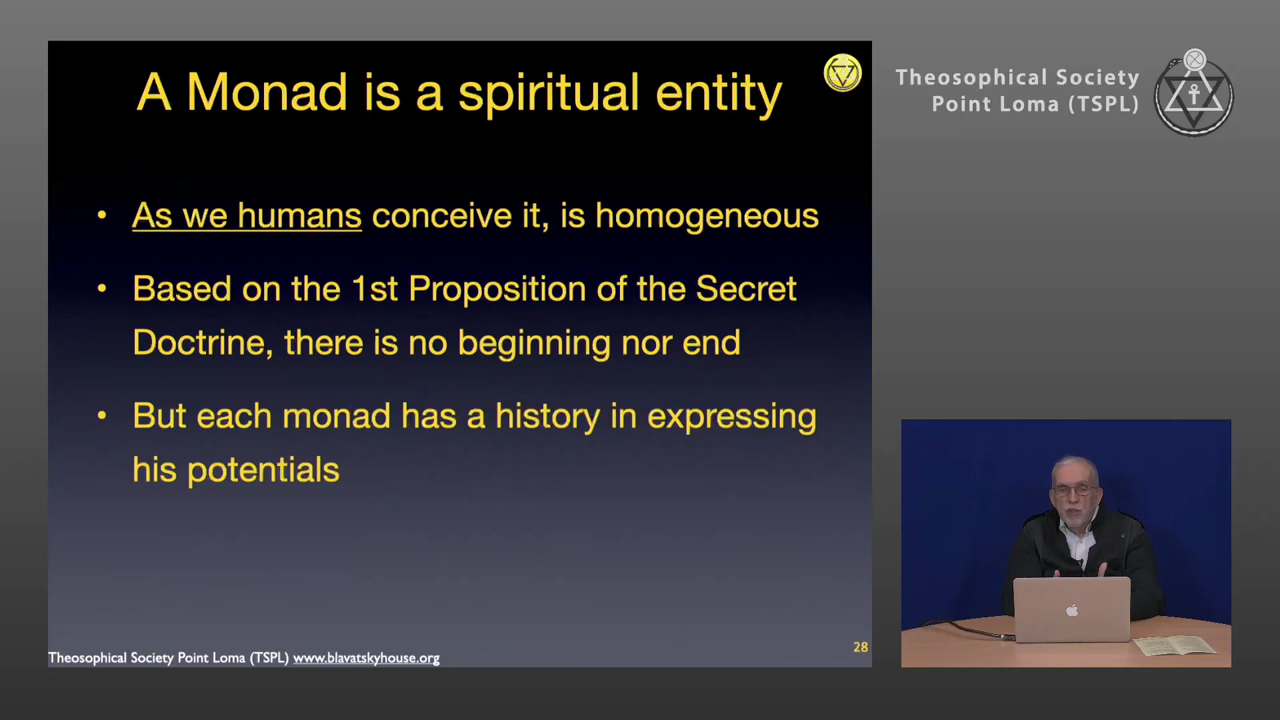 A Monad is a spiritual entity
• As we humans conceive it, is homogeneous
• Based on the 1st Proposition of the Secret
Doctrine, there is no beginning nor end
• But each monad has a history in expressing
his potentials
Theosophical Society Point Loma (TSPL) www.blavatskyhouse.org
28
Theosophical Society
Point Loma (TSPL)